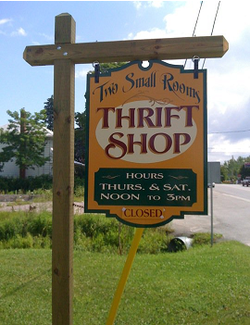 Two Small Rooms
THRIFT
SHOP
HOURS
THURS. & SAT.
NOON TO 3PM
CLOSED